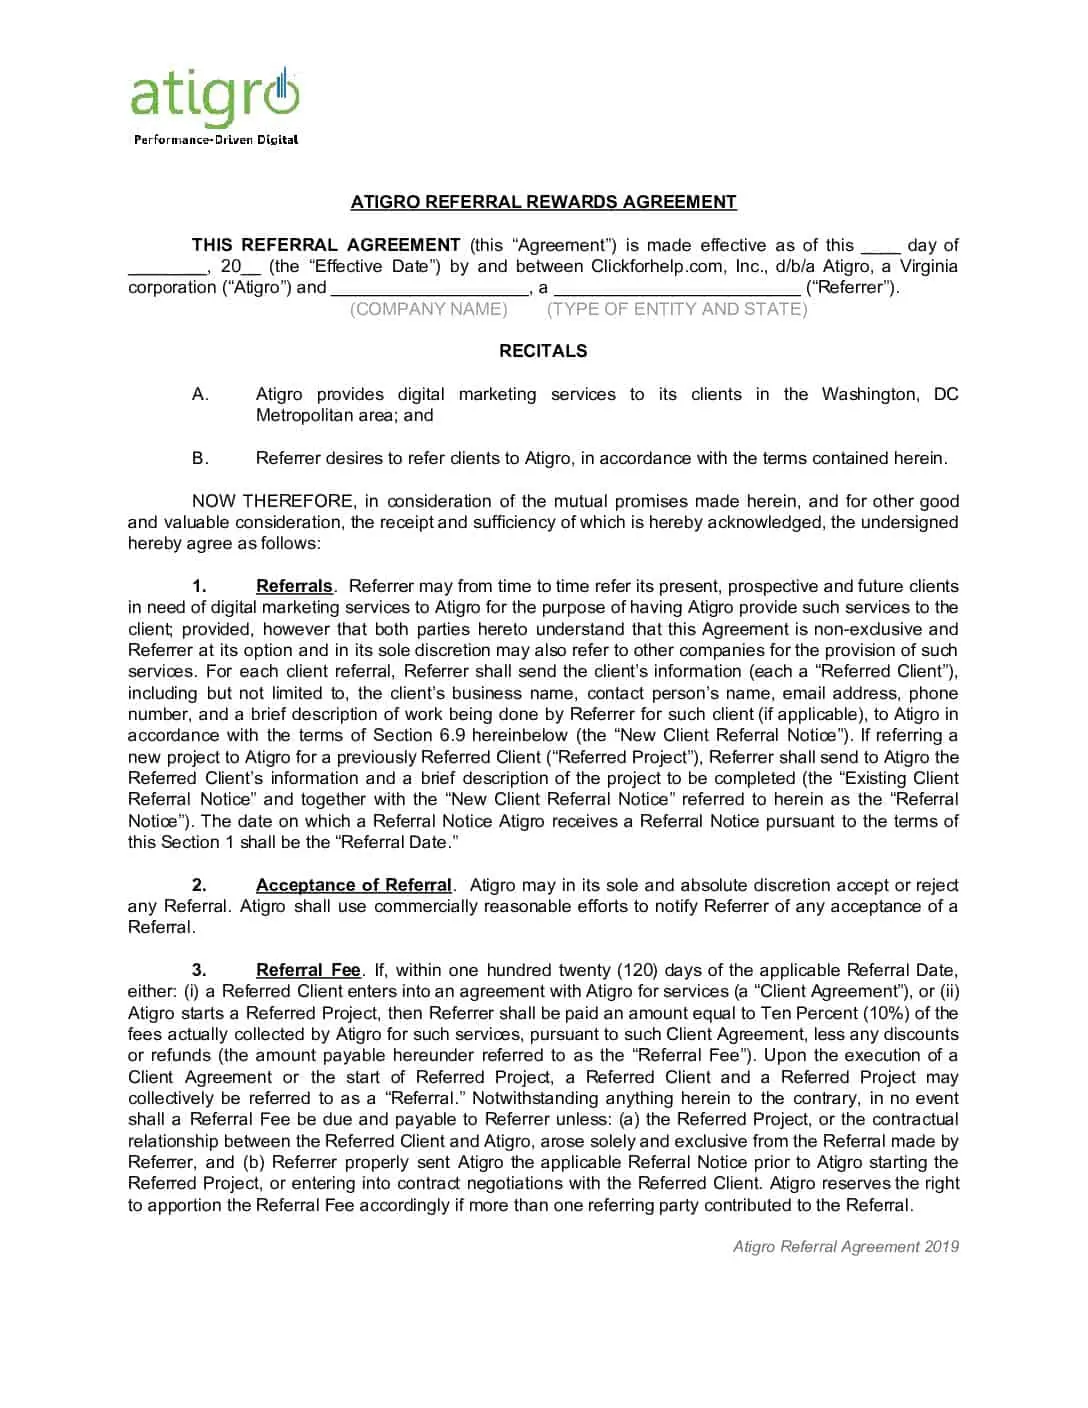 atigro
Performance-Driven Digital
ATIGRO REFERRAL REWARDS AGREEMENT
THIS REFERRAL AGREEMENT (this “Agreement”) is made effective as of this ____ day of
________, 20__ (the “Effective Date”) by and between Clickforhelp.com, Inc., d/b/a Atigro, a Virginia
corporation (“Atigro”) and ____________________, a _________________________ (“Referrer”).
(COMPANY NAME) (TYPE OF ENTITY AND STATE)
RECITALS
A. Atigro provides digital marketing services to its clients in the Washington, DC
Metropolitan area; and
B. Referrer desires to refer clients to Atigro, in accordance with the terms contained herein.
NOW THEREFORE, in consideration of the mutual promises made herein, and for other good
and valuable consideration, the receipt and sufficiency of which is hereby acknowledged, the undersigned
hereby agree as follows:
1. Referrals. Referrer may from time to time refer its present, prospective and future clients
in need of digital marketing services to Atigro for the purpose of having Atigro provide such services to the
client; provided, however that both parties hereto understand that this Agreement is non-exclusive and
Referrer at its option and in its sole discretion may also refer to other companies for the provision of such
services. For each client referral, Referrer shall send the client’s information (each a “Referred Client”),
including but not limited to, the client’s business name, contact person’s name, email address, phone
number, and a brief description of work being done by Referrer for such client (if applicable), to Atigro in
accordance with the terms of Section 6.9 hereinbelow (the “New Client Referral Notice”). If referring a
new project to Atigro for a previously Referred Client (“Referred Project”), Referrer shall send to Atigro the
Referred Client’s information and a brief description of the project to be completed (the “Existing Client
Referral Notice” and together with the “New Client Referral Notice” referred to herein as the “Referral
Notice”). The date on which a Referral Notice Atigro receives a Referral Notice pursuant to the terms of
this Section 1 shall be the “Referral Date.”
2. Acceptance of Referral. Atigro may in its sole and absolute discretion accept or reject
any Referral. Atigro shall use commercially reasonable efforts to notify Referrer of any acceptance of a
Referral.
3. Referral Fee. If, within one hundred twenty (120) days of the applicable Referral Date,
either: (i) a Referred Client enters into an agreement with Atigro for services (a “Client Agreement”), or (ii)
Atigro starts a Referred Project, then Referrer shall be paid an amount equal to Ten Percent (10%) of the
fees actually collected by Atigro for such services, pursuant to such Client Agreement, less any discounts
or refunds (the amount payable hereunder referred to as the “Referral Fee”). Upon the execution of a
Client Agreement or the start of Referred Project, a Referred Client and a Referred Project may
collectively be referred to as a “Referral.” Notwithstanding anything herein to the contrary, in no event
shall a Referral Fee be due and payable to Referrer unless: (a) the Referred Project, or the contractual
relationship between the Referred Client and Atigro, arose solely and exclusive from the Referral made by
Referrer, and (b) Referrer properly sent Atigro the applicable Referral Notice prior to Atigro starting the
Referred Project, or entering into contract negotiations with the Referred Client. Atigro reserves the right
to apportion the Referral Fee accordingly if more than one referring party contributed to the Referral.
Atigro Referral Agreement 2019